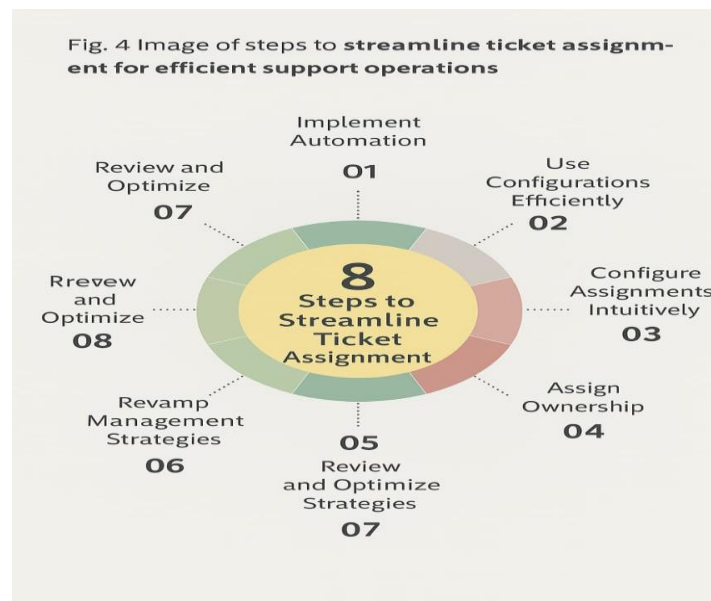 Fig. 4 Image of steps to streamline ticket assignm-
ent for efficient support operations
Implement
Automation
01
Use
Configurations
Efficiently
02
Configure
Assignments
Intuitively
03
Assign
Ownership
04
05
Review
and Optimize
Strategies
07
Revamp
Management
Strategies
06
Rrevew
and
Optimize
08
Review and
Optimize
07
8
Steps to
Streamline
Ticket
Assignment